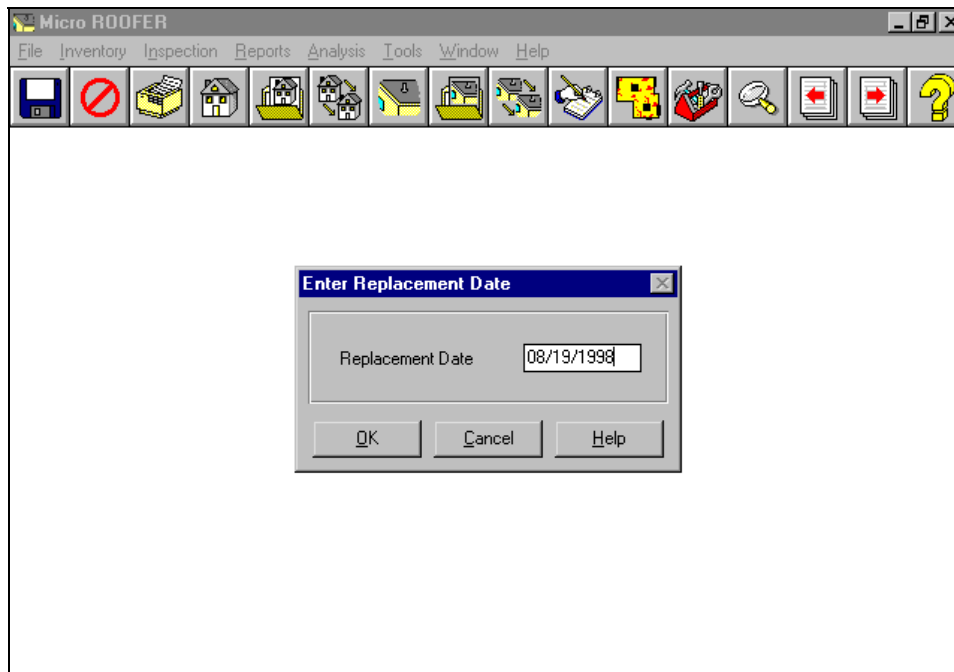 Micro ROOFER
File Inventory Inspection Reports Analysis Tools Window Help
Enter Replacement Date
Replacement Date 08/19/1998
OK Cancel Help